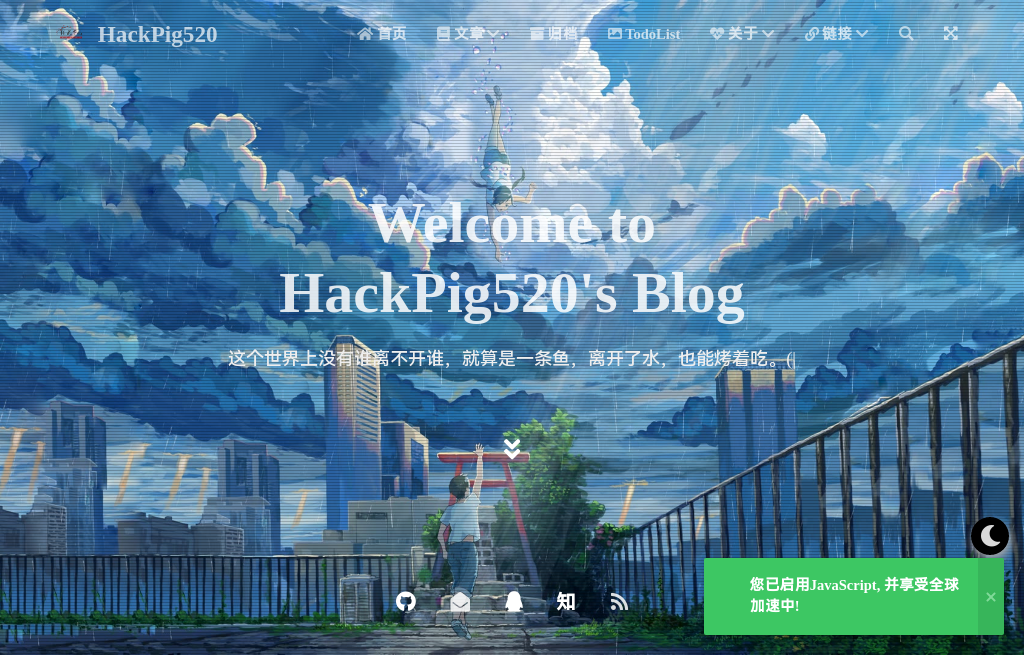 HackPig520
首页 文章 归档 TodoList 关于 链接
Welcome to
HackPig520's Blog
这个世界上没有谁离不开谁，就算是一条鱼，离开了水，也能烤着吃。(
知
您已启用JavaScript, 并享受全球
加速中!